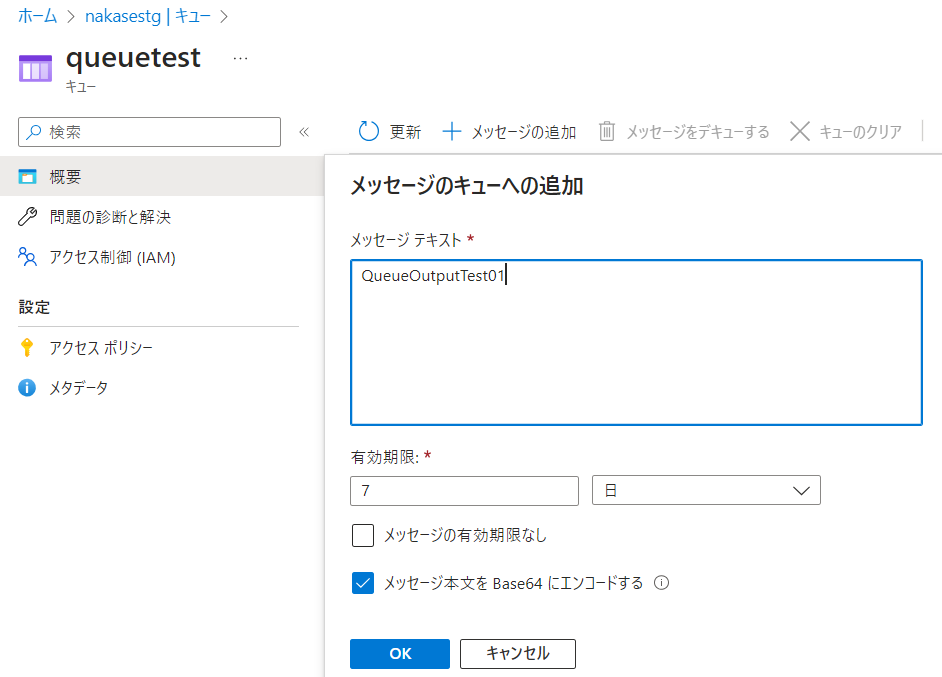 ホーム > nakasestg | キュー >
queuetest ...
キュー
検索 «
更新 メッセージの追加 メッセージをデキューする キューのクリア
概要
問題の診断と解決
アクセス制御 (IAM)
設定
アクセス ポリシー
メタデータ
メッセージのキューへの追加
メッセージ テキスト *
QueueOutputTest01
有効期限: *
7 日
メッセージの有効期限なし
メッセージ本文を Base64 にエンコードする
OK キャンセル